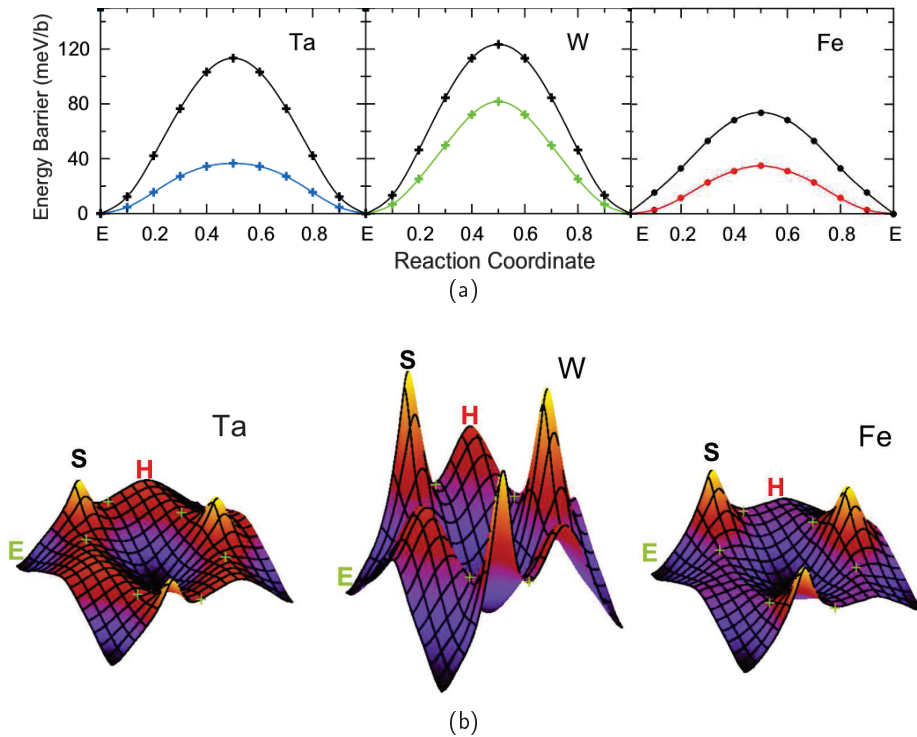 Ta
W
Fe
Energy Barrier (meV/b)
120
80
40
0
E 0.2 0.4 0.6 0.8 E 0.2 0.4 0.6 0.8 E 0.2 0.4 0.6 0.8 E
Reaction Coordinate
(a)
S H E Ta
S H E W
S H E Fe
(b)